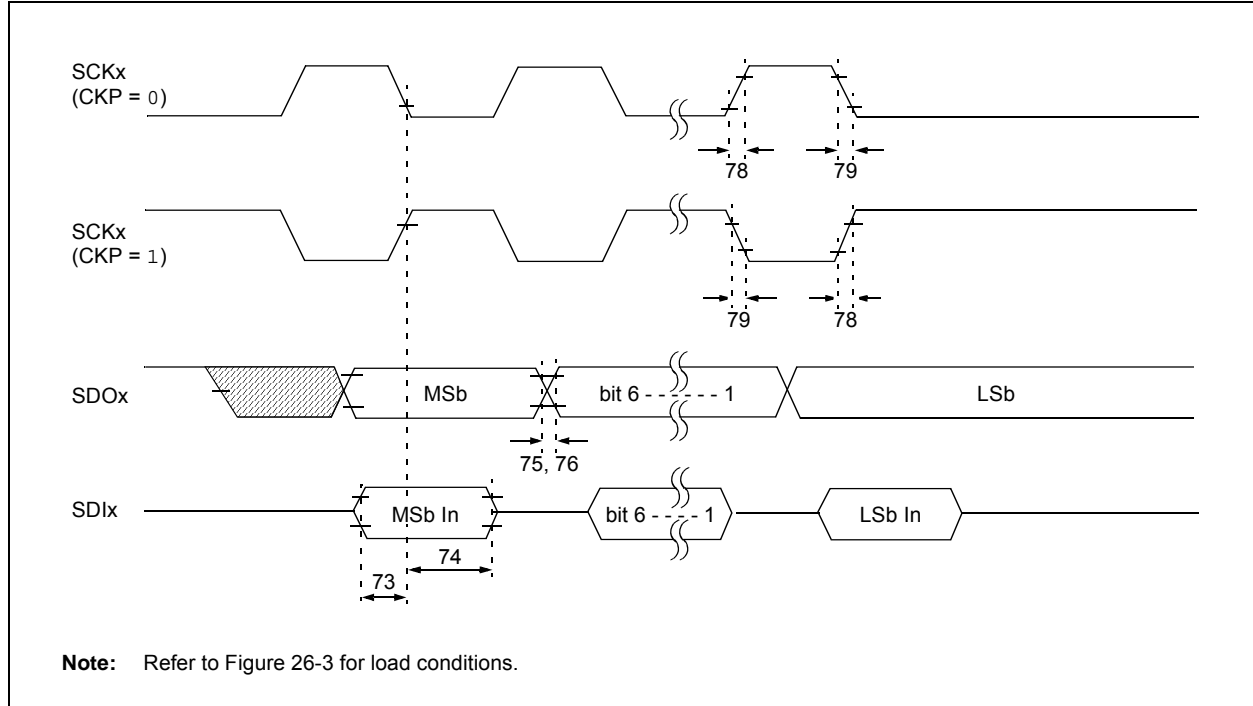 SCKx
(CKP = 0)
78
79
SCKx
(CKP = 1)
79
78
SDOx
MSb
bit 6 - - - - - - 1
LSb
75, 76
SDIx
MSb In
bit 6 - - - - 1
LSb In
74
73
Note: Refer to Figure 26-3 for load conditions.